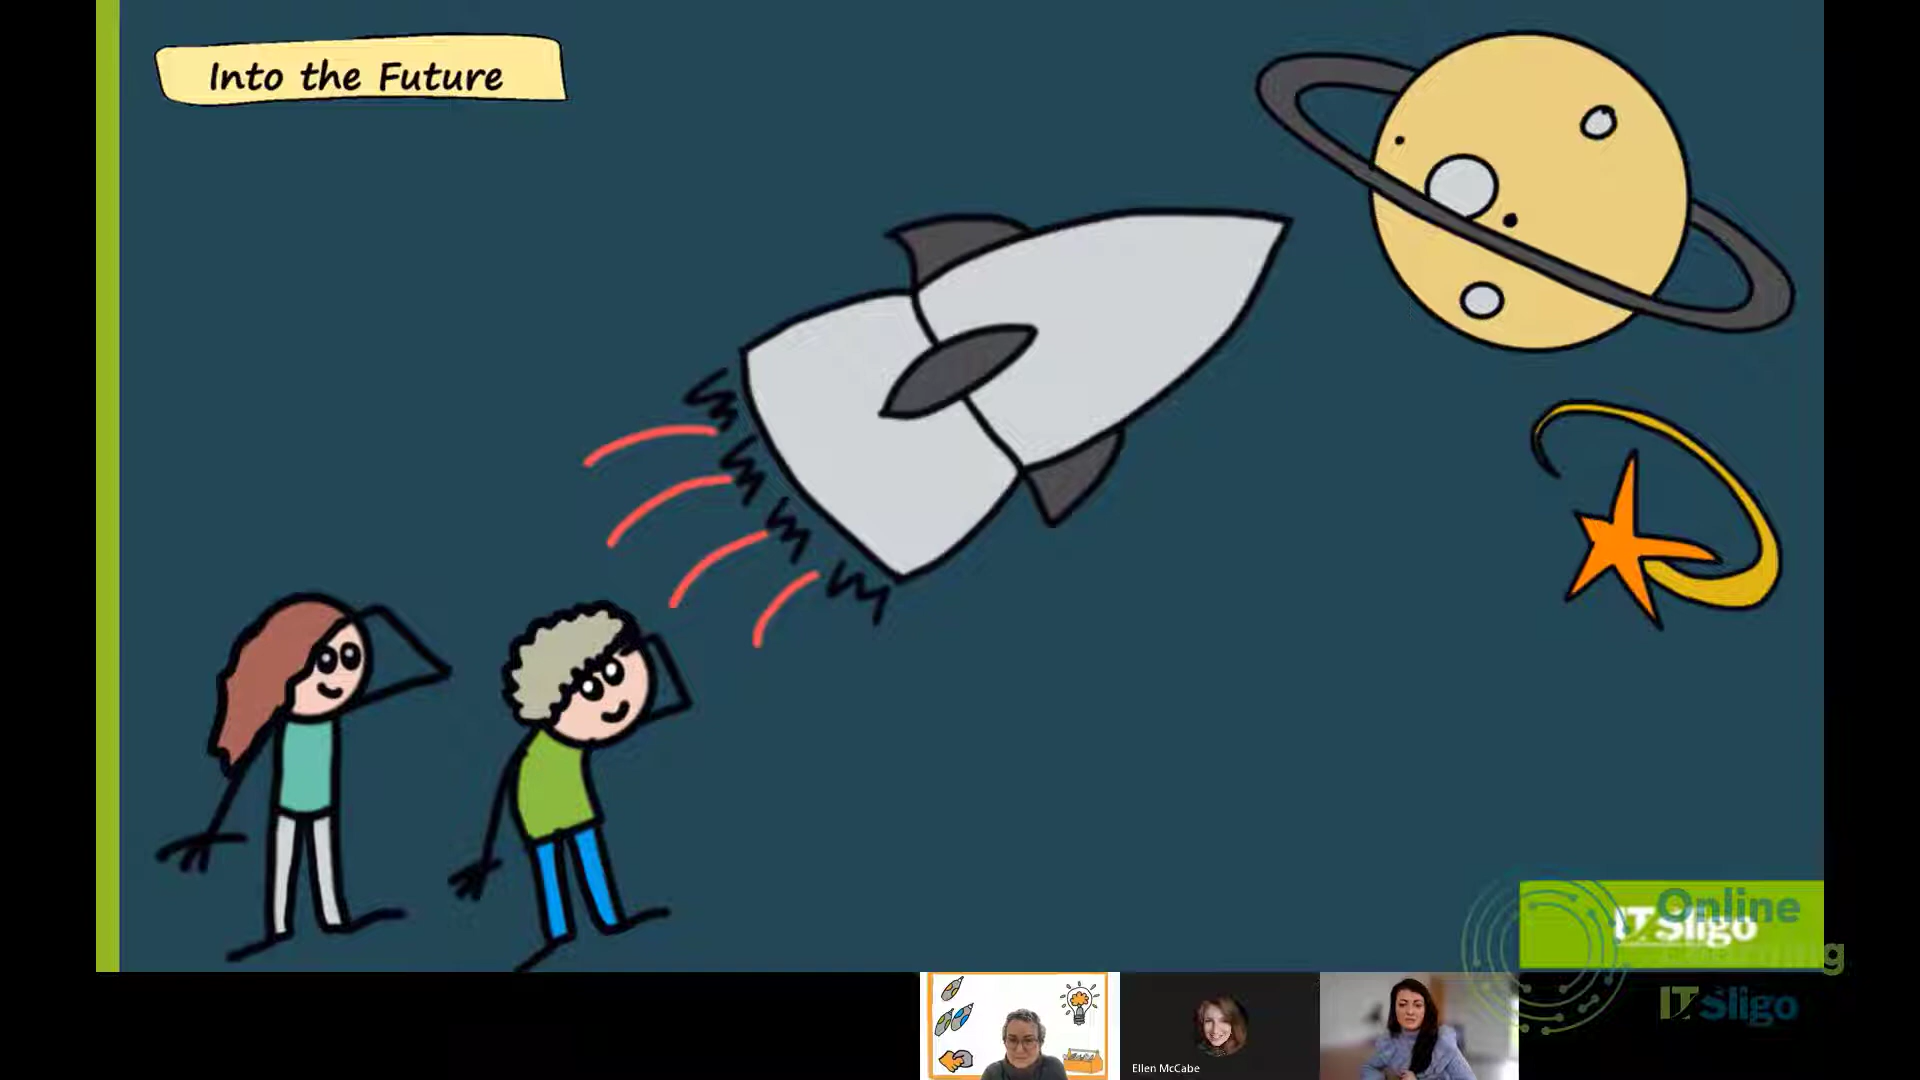 Into the Future
Online
IT Sligo
IT Sligo
Ellen McCabe